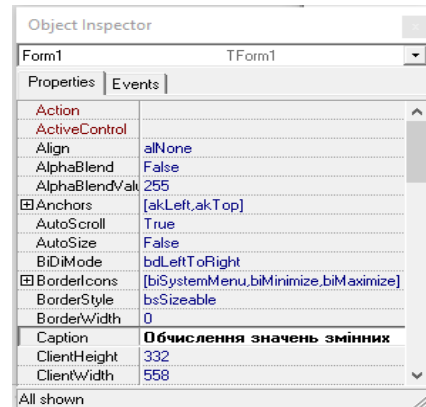 Object Inspector
Form1 TForm1
Properties Events
Action
ActiveControl
Align alNone
AlphaBlend False
AlphaBlendValu 255
Anchors [akLeft,akTop]
AutoScroll True
AutoSize False
BiDiMode bdLeftToRight
BorderIcons [biSystemMenu,biMinimize,biMaximize]
BorderStyle bsSizeable
BorderWidth 0
Caption Обчислення значень змінних
ClientHeight 332
ClientWidth 558
All shown